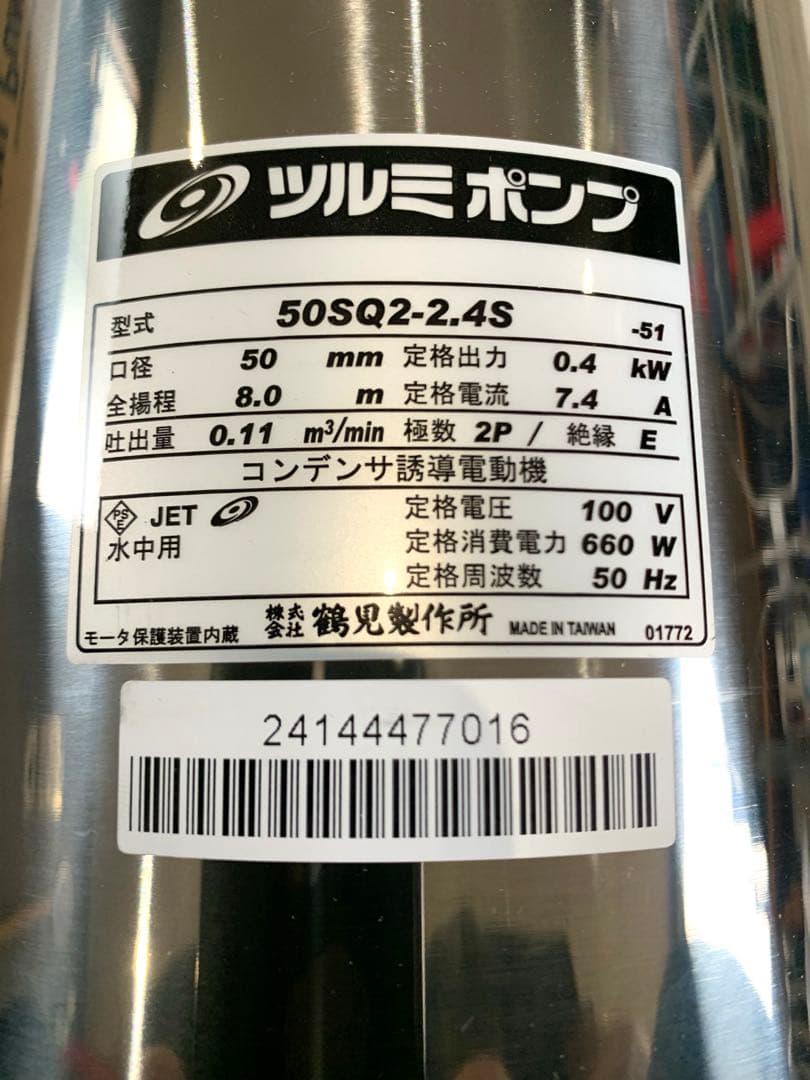 ツルミポンプ
型式 50SQ2-2.4S -51
口径 50 mm 定格出力 0.4 kW
全揚程 8.0 m 定格電流 7.4 A
吐出量 0.11 m³/min 極数 2P / 絶縁 E
コンデンサ誘導電動機
PSE JET 定格電圧 100 V
水中用 定格消費電力 660 W
定格周波数 50 Hz
モータ保護装置内蔵 株式会社 鶴見製作所 MADE IN TAIWAN 01772
24144477016